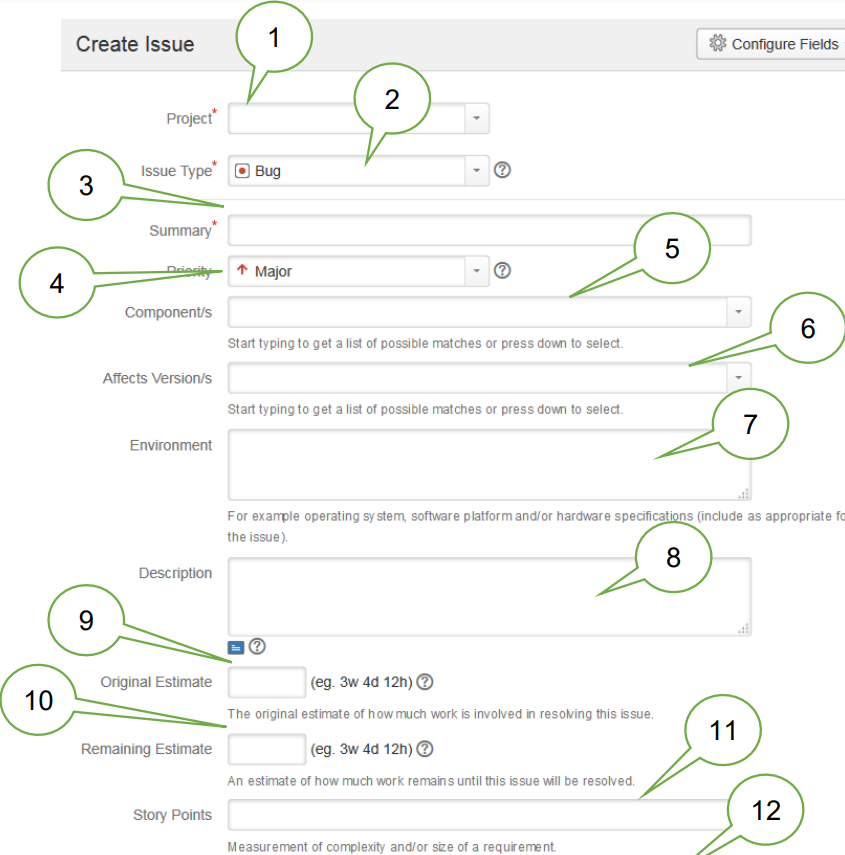 1
Create Issue
Configure Fields
2
Project*
Issue Type* Bug
3
Summary*
5
4
Priority Major
Component/s
6
Start typing to get a list of possible matches or press down to select.
Affects Version/s
Start typing to get a list of possible matches or press down to select.
7
Environment
For example operating system, software platform and/or hardware specifications (include as appropriate fo
the issue).
8
Description
9
Original Estimate (eg. 3w 4d 12h)
10
The original estimate of how much work is involved in resolving this issue.
11
Remaining Estimate (eg. 3w 4d 12h)
An estimate of how much work remains until this issue will be resolved.
12
Story Points
Measurement of complexity and/or size of a requirement.